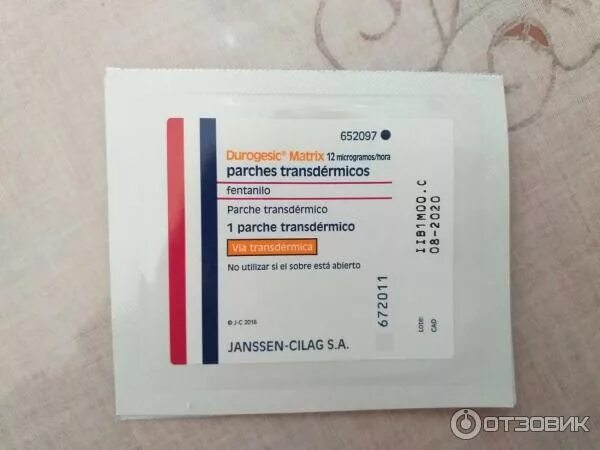 652097
Durogesic® Matrix 12 microgramos/hora
parches transdérmicos
fentanilo
Parche transdérmico
1 parche transdérmico
Vía transdérmica
No utilizar si el sobre está abierto
© J-C 2016
JANSSEN-CILAG S.A.
672011
LOTE: IIB1M00.C
CAD 08-2020
ОТЗОВИК